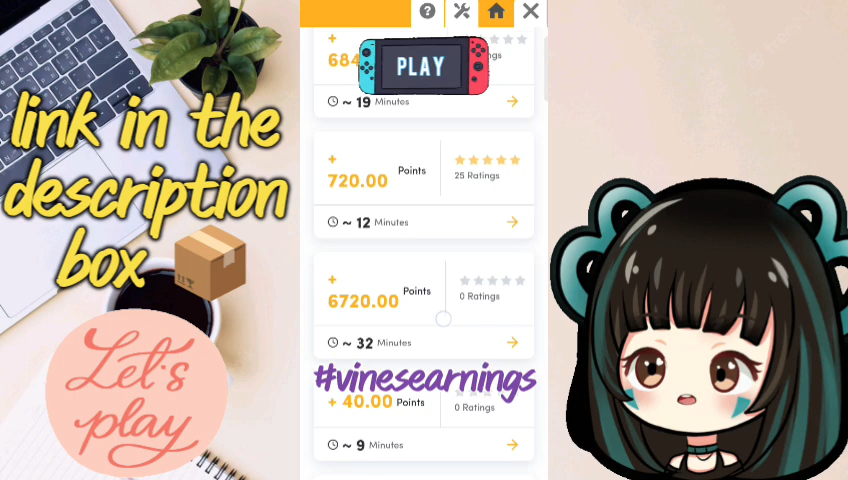 link in the
description
box
Let's
play
+
684
ngs
PLAY
~ 19 Minutes
+
720.00 Points
25 Ratings
~ 12 Minutes
+
6720.00 Points
0 Ratings
~ 32 Minutes
#vinesearnings
+ 40.00 Points
0 Ratings
~ 9 Minutes